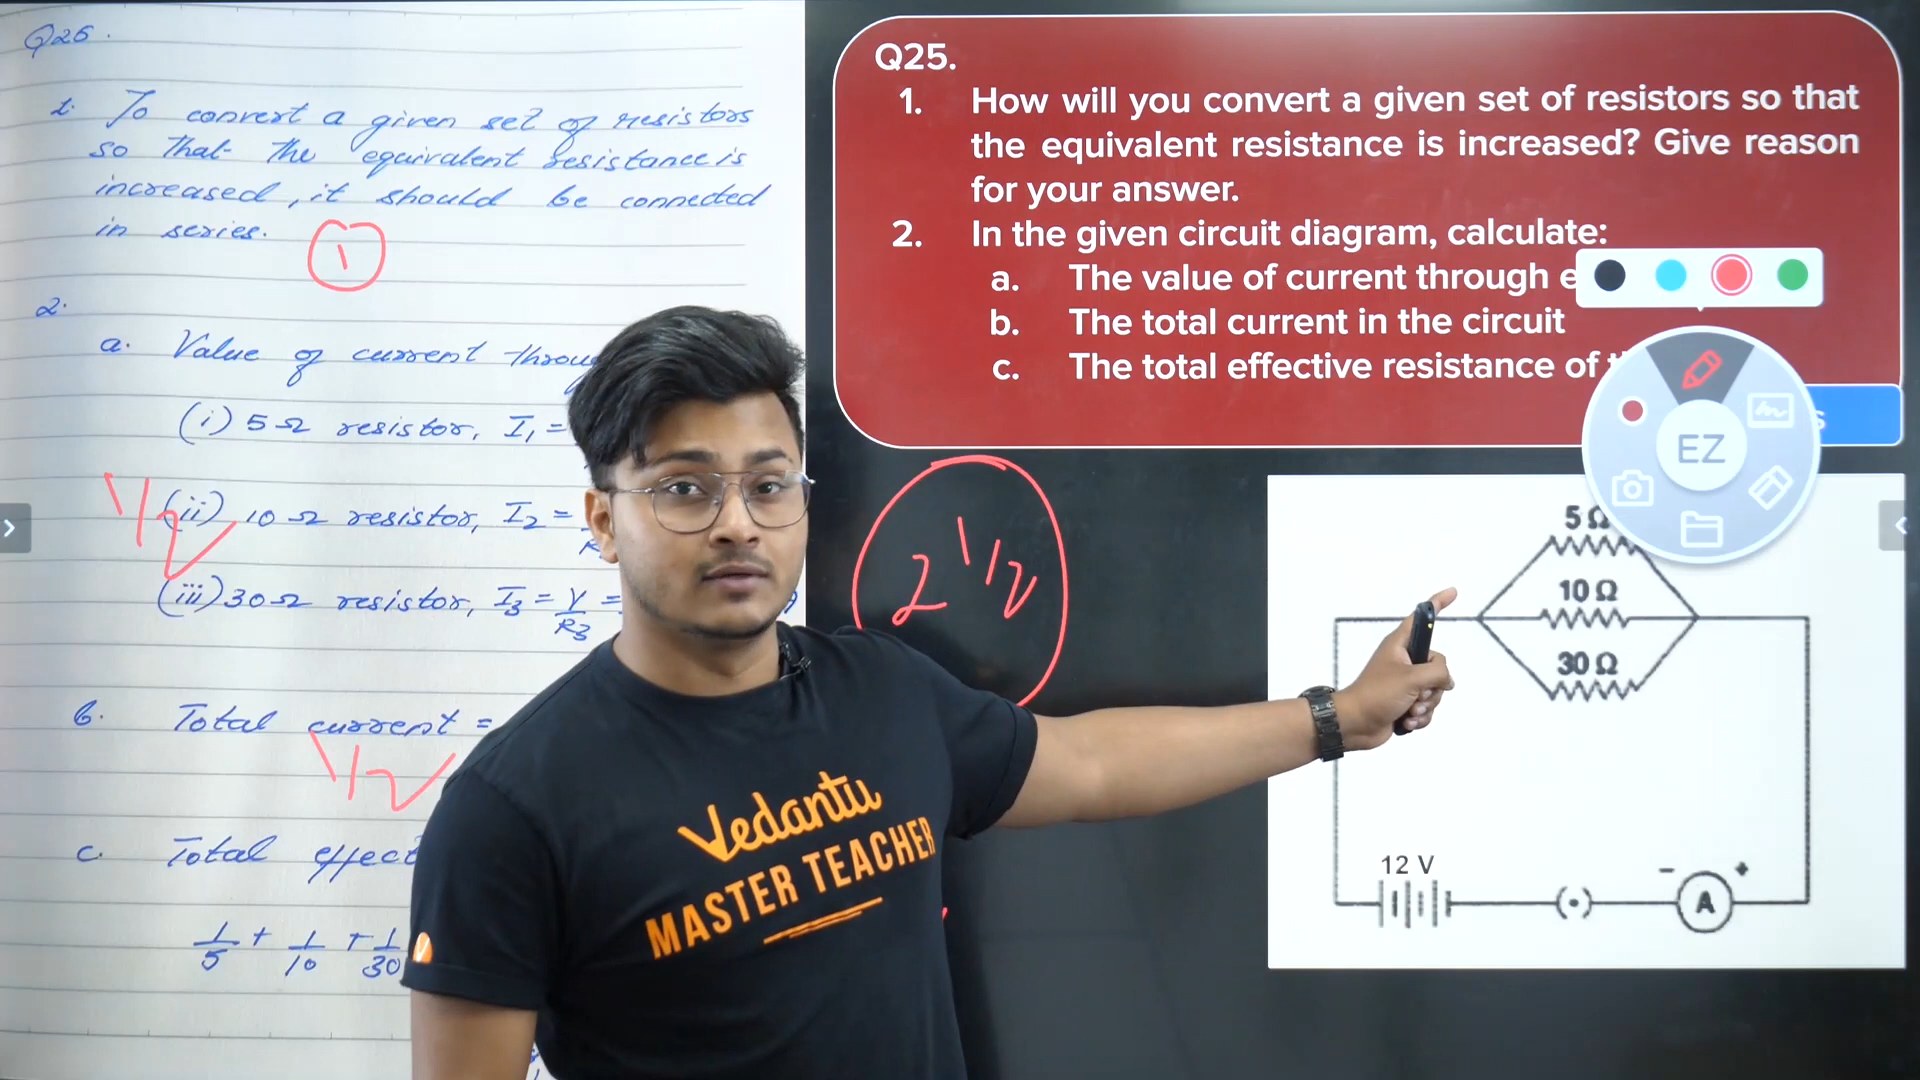 Q26.
1. To convert a given set of resistors
so that the equivalent resistance is
increased, it should be connected
in series.
1
2.
a. Value of current throug
(i) 5Ω resistor, I1 =
1/2
(ii) 10Ω resistor, I2 =
R
(iii) 30Ω resistor, I3 = V/R3 =
b. Total current =
1/2
c. Total effect
1/5 + 1/10 + 1/30
2 1/2
Vedantu
MASTER TEACHER
Q25.
1. How will you convert a given set of resistors so that
the equivalent resistance is increased? Give reason
for your answer.
2. In the given circuit diagram, calculate:
a. The value of current through e
b. The total current in the circuit
c. The total effective resistance of
EZ
s
5 Ω
10 Ω
30 Ω
12 V
- +
A